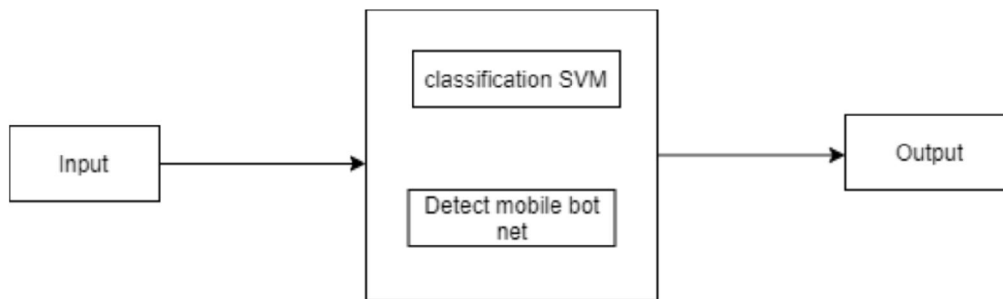 Input
classification SVM
Detect mobile bot
net
Output